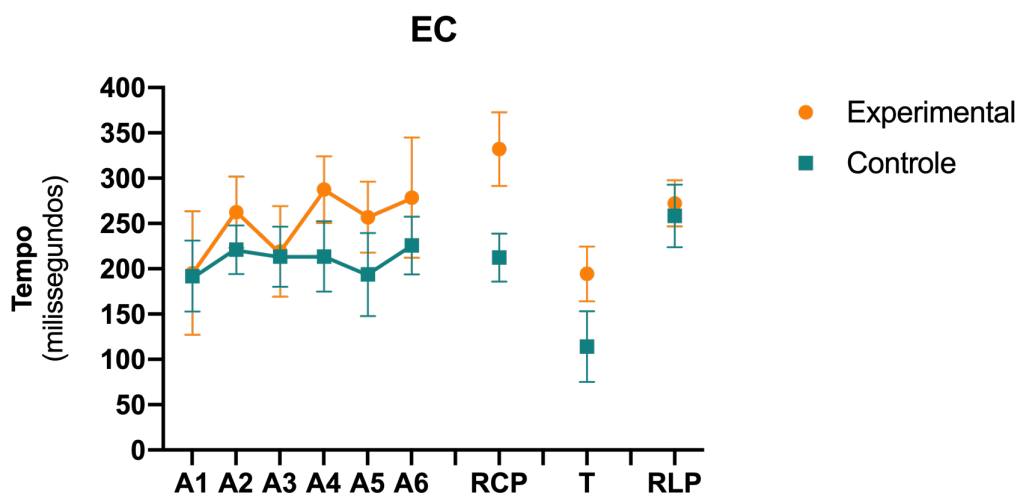 EC
400
350
300
250
200
150
100
50
0
Tempo
(milissegundos)
A1 A2 A3 A4 A5 A6 RCP T RLP
Experimental
Controle